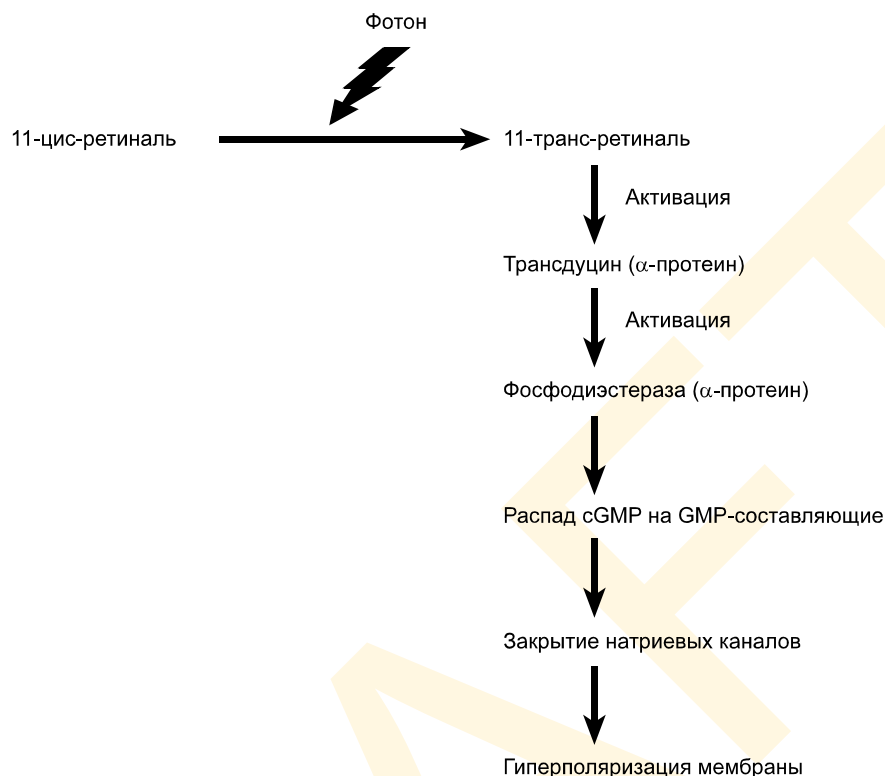 Фотон
11-цис-ретиналь
11-транс-ретиналь
Активация
Трансдуцин (α-протеин)
Активация
Фосфодиэстераза (α-протеин)
Распад cGMP на GMP-составляющие
Закрытие натриевых каналов
Гиперполяризация мембраны